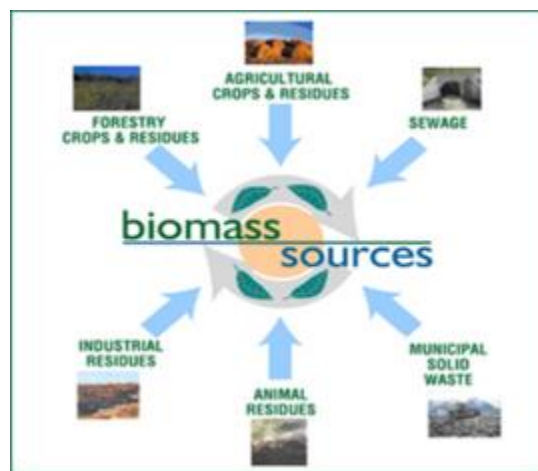 AGRICULTURAL
CROPS & RESIDUES
FORESTRY
CROPS & RESIDUES
SEWAGE
biomass
sources
INDUSTRIAL
RESIDUES
ANIMAL
RESIDUES
MUNICIPAL
SOLID
WASTE